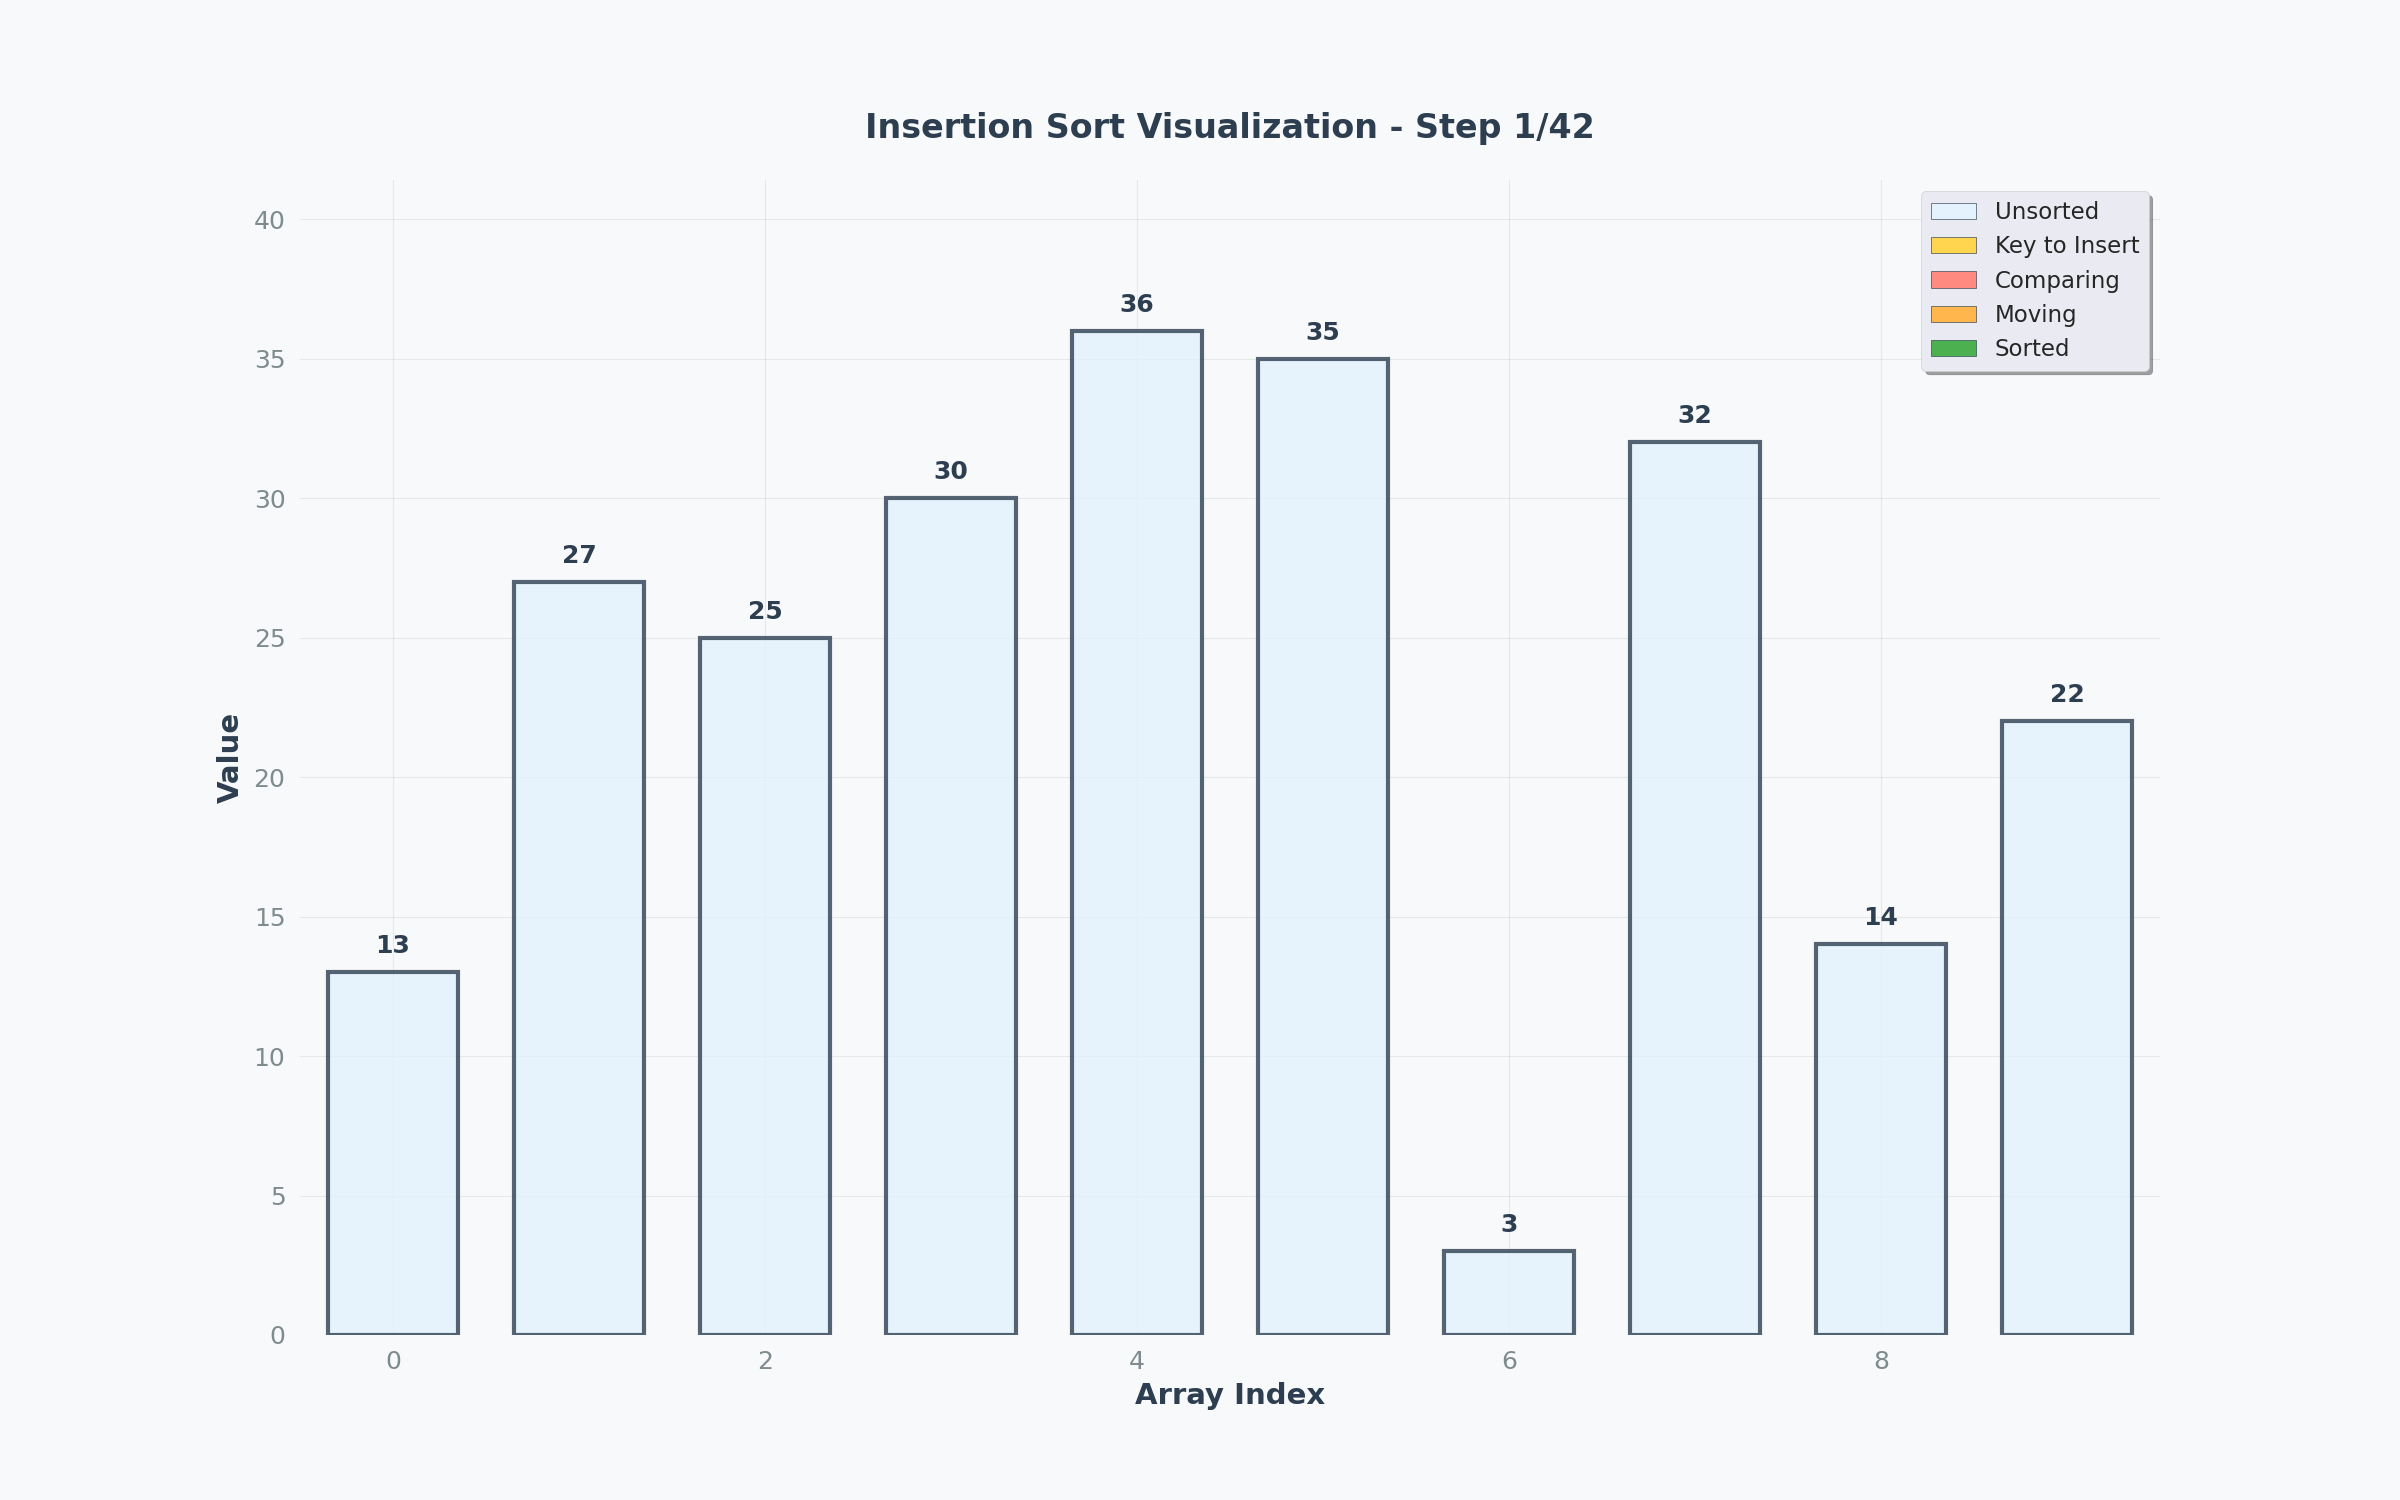 Insertion Sort Visualization - Step 1/42
Unsorted
Key to Insert
Comparing
Moving
Sorted
Value
40
35
30
25
20
15
10
5
0
13
27
25
30
36
35
3
32
14
22
0 2 4 6 8
Array Index